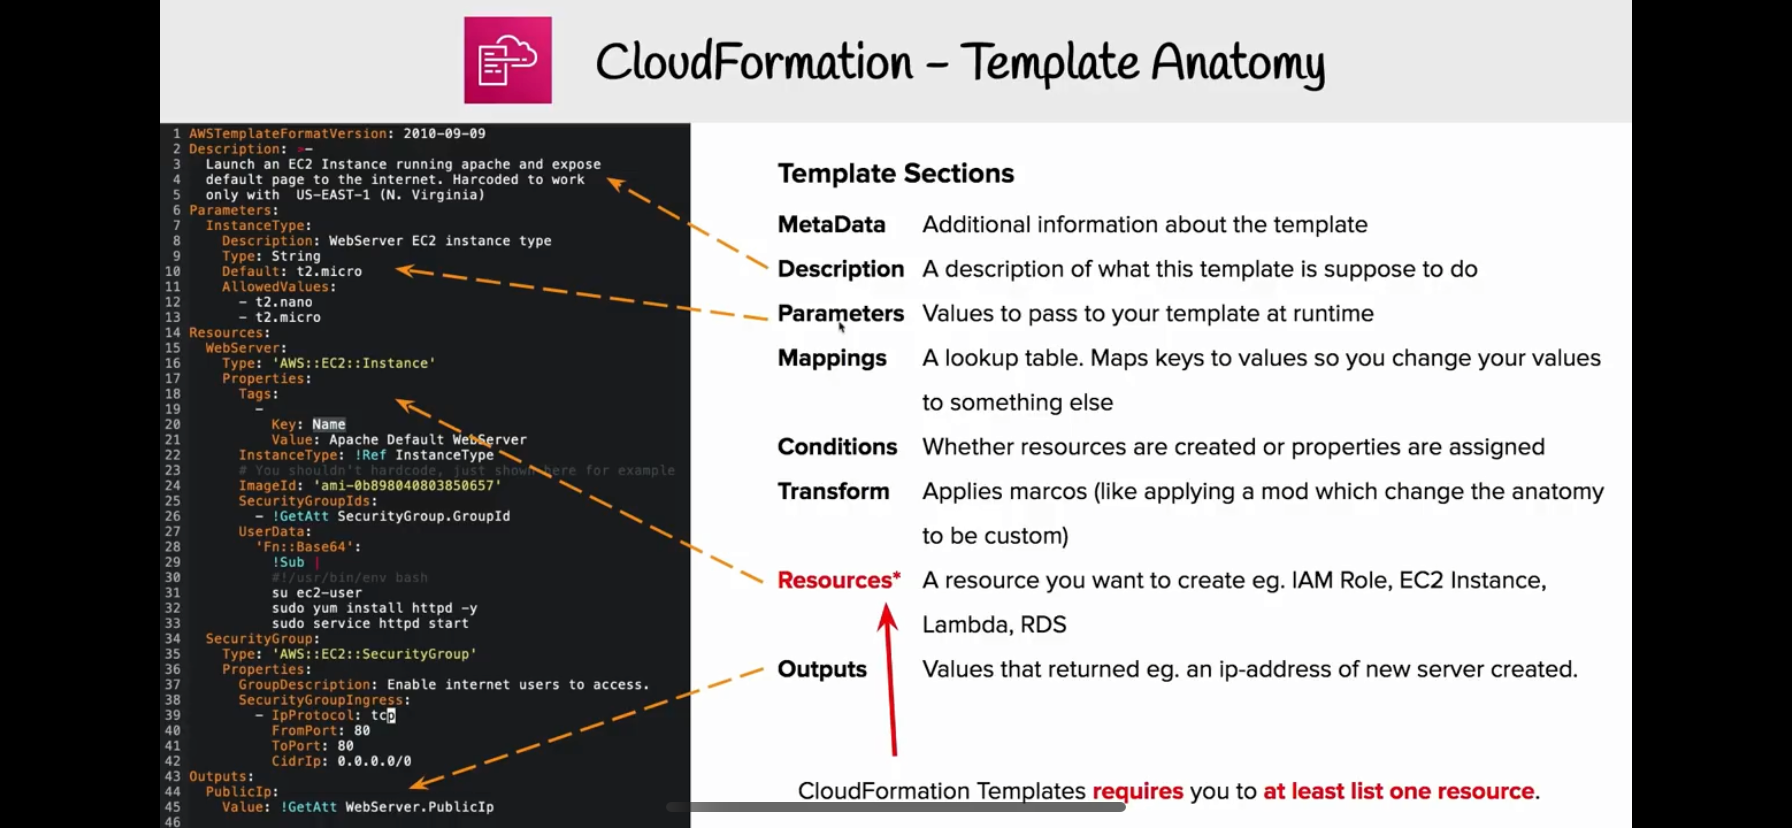 CloudFormation - Template Anatomy
1 AWSTemplateFormatVersion: 2010-09-09
2 Description: >-
3 Launch an EC2 Instance running apache and expose
4 default page to the internet. Harcoded to work
5 only with  US-EAST-1 (N. Virginia)
6 Parameters:
7 InstanceType:
8 Description: WebServer EC2 instance type
9 Type: String
10 Default: t2.micro
11 AllowedValues:
12 - t2.nano
13 - t2.micro
14 Resources:
15 WebServer:
16 Type: 'AWS::EC2::Instance'
17 Properties:
18 Tags:
19 -
20 Key: Name
21 Value: Apache Default WebServer
22 InstanceType: !Ref InstanceType
23 # You shouldn't hardcode, just shown here for example
24 ImageId: 'ami-0b898040803850657'
25 SecurityGroupIds:
26 - !GetAtt SecurityGroup.GroupId
27 UserData:
28 'Fn::Base64':
29 !Sub |
30 #!/usr/bin/env bash
31 su ec2-user
32 sudo yum install httpd -y
33 sudo service httpd start
34 SecurityGroup:
35 Type: 'AWS::EC2::SecurityGroup'
36 Properties:
37 GroupDescription: Enable internet users to access.
38 SecurityGroupIngress:
39 - IpProtocol: tcp
40 FromPort: 80
41 ToPort: 80
42 CidrIp: 0.0.0.0/0
43 Outputs:
44 PublicIp:
45 Value: !GetAtt WebServer.PublicIp
46
Template Sections
MetaData Additional information about the template
Description A description of what this template is suppose to do
Parameters Values to pass to your template at runtime
Mappings A lookup table. Maps keys to values so you change your values
to something else
Conditions Whether resources are created or properties are assigned
Transform Applies marcos (like applying a mod which change the anatomy
to be custom)
Resources* A resource you want to create eg. IAM Role, EC2 Instance,
Lambda, RDS
Outputs Values that returned eg. an ip-address of new server created.
CloudFormation Templates requires you to at least list one resource.